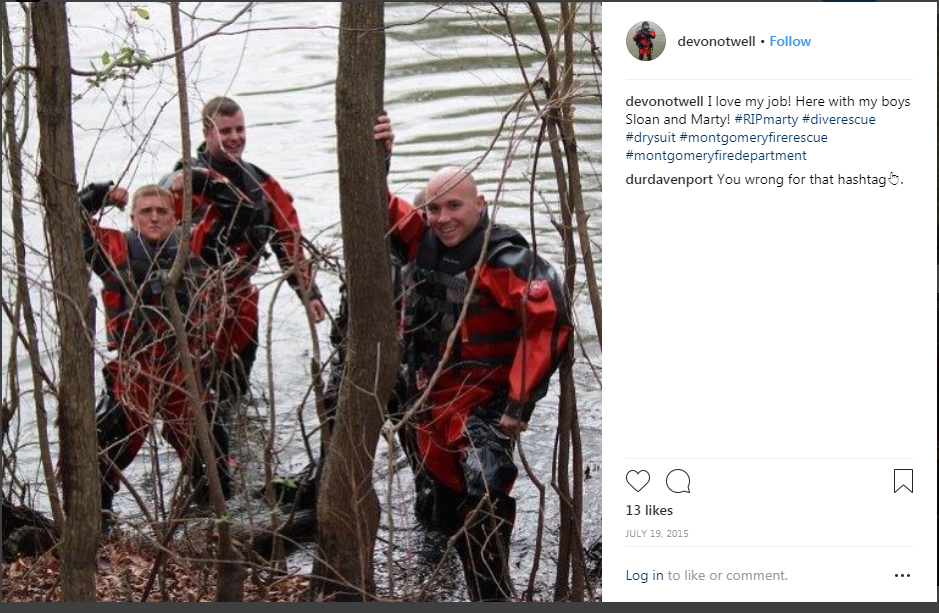 devonotwell • Follow
devonotwell I love my job! Here with my boys
Sloan and Marty! #RIPmarty #diverescue
#drysuit #montgomeryfirerescue
#montgomeryfiredepartment
durdavenport You wrong for that hashtag👆.
13 likes
JULY 19, 2015
Log in to like or comment.